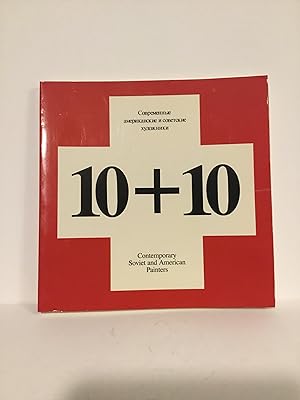 Современные
американские и советские
художники
10+10
Contemporary
Soviet and American
Painters